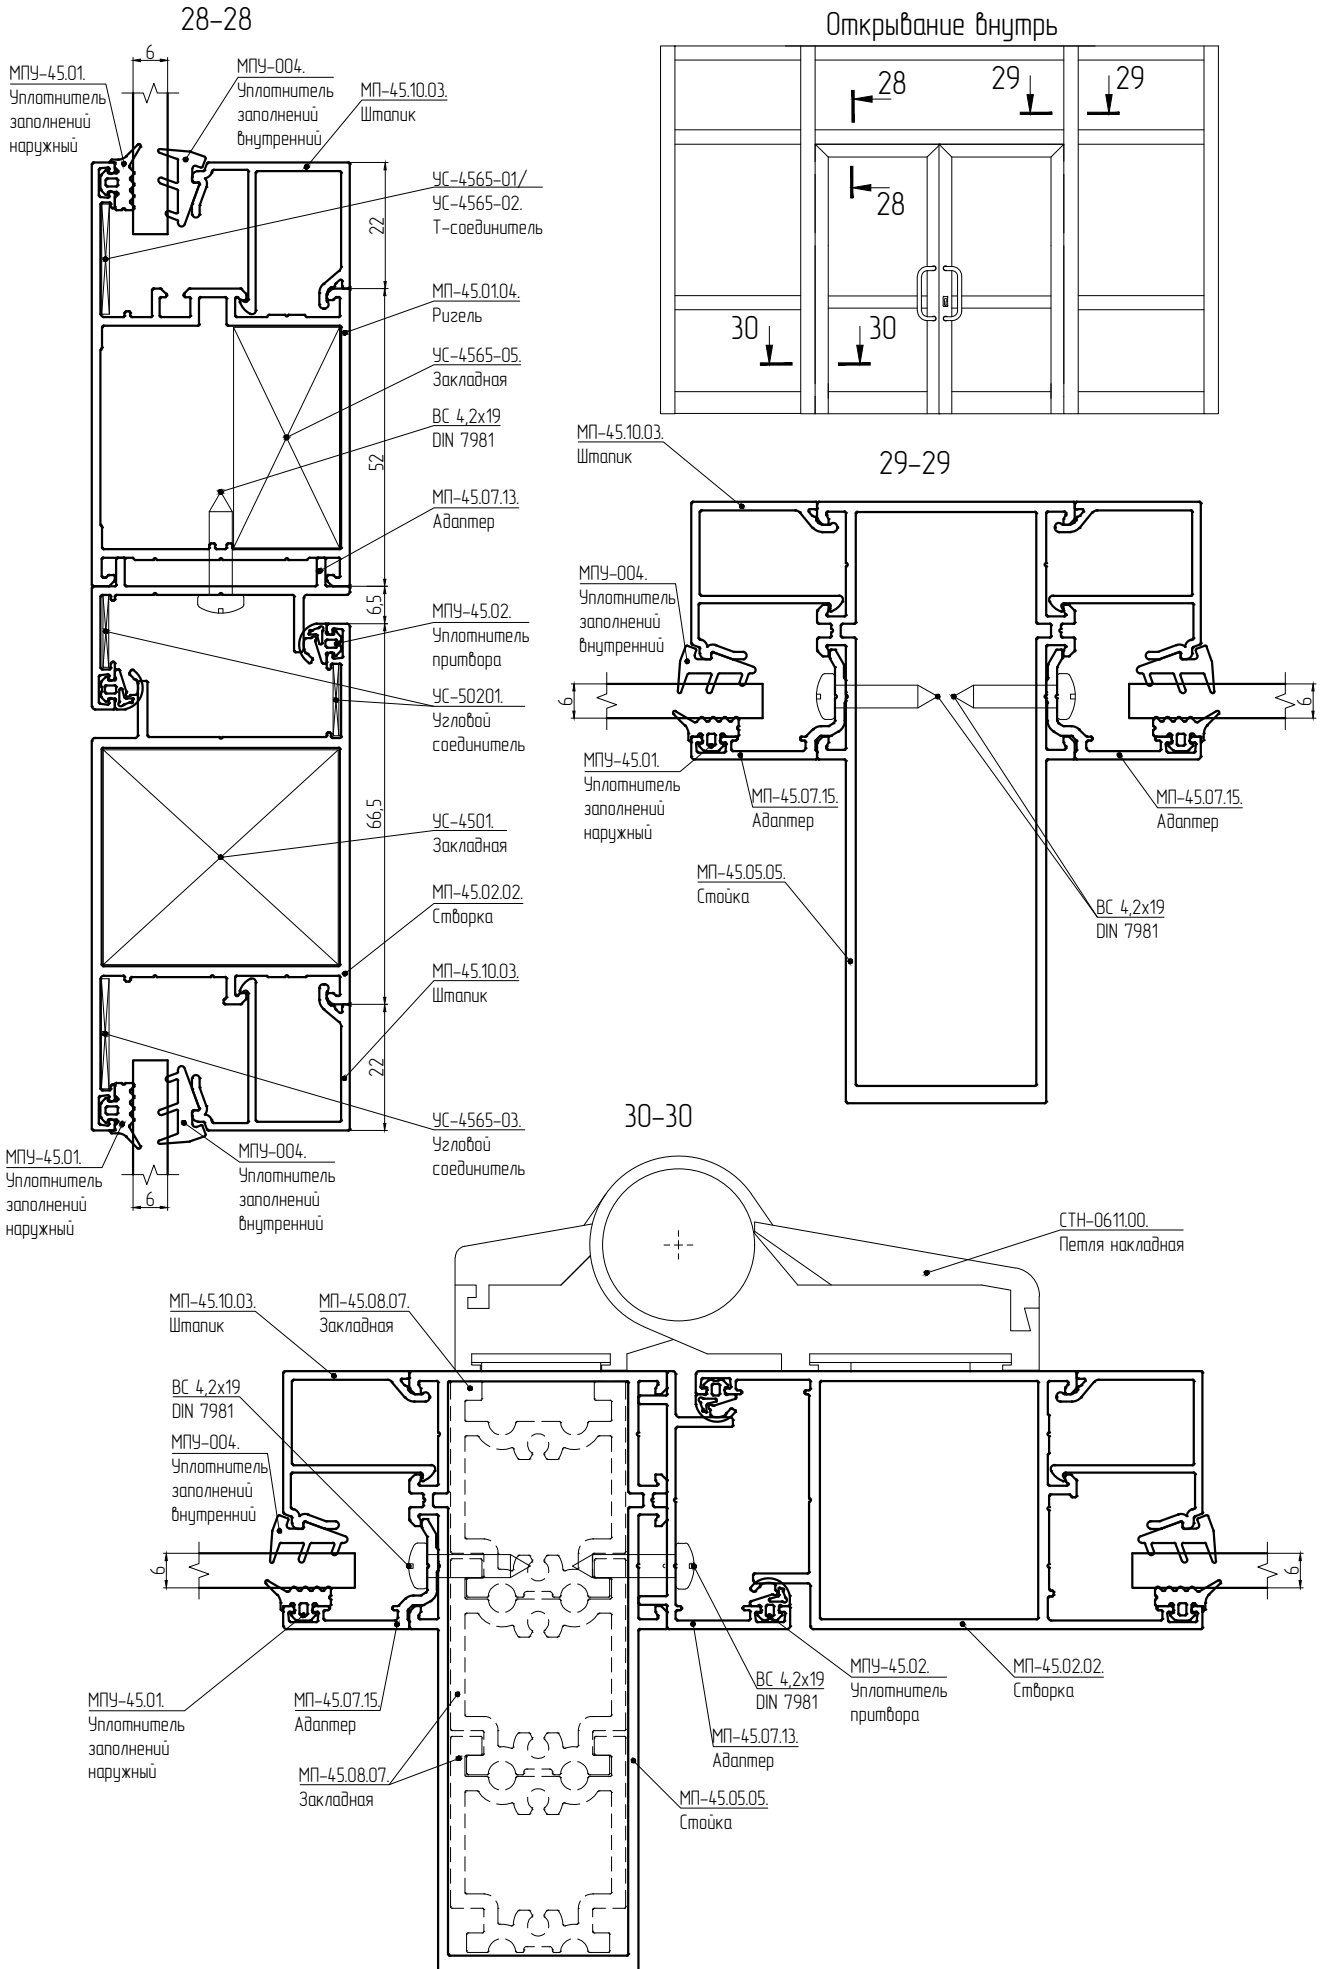 28-28
6
МПУ-45.01.
Уплотнитель
заполнений
наружный
МПУ-004.
Уплотнитель
заполнений
внутренний
МП-45.10.03.
Штапик
УС-4565-01/
УС-4565-02.
Т-соединитель
22
МП-45.01.04.
Ригель
УС-4565-05.
Закладная
ВС 4,2х19
DIN 7981
52
МП-45.07.13.
Адаптер
6,5
МПУ-45.02.
Уплотнитель
притвора
УС-50201.
Угловой
соединитель
66,5
УС-4501.
Закладная
МП-45.02.02.
Створка
МП-45.10.03.
Штапик
22
УС-4565-03.
Угловой
соединитель
МПУ-45.01.
Уплотнитель
заполнений
наружный
6
МПУ-004.
Уплотнитель
заполнений
внутренний
Открывание внутрь
28
29
29
28
30
30
29-29
МП-45.10.03.
Штапик
МПУ-004.
Уплотнитель
заполнений
внутренний
6
6
МПУ-45.01.
Уплотнитель
заполнений
наружный
МП-45.07.15.
Адаптер
МП-45.07.15.
Адаптер
МП-45.05.05.
Стойка
ВС 4,2х19
DIN 7981
30-30
СТН-0611.00.
Петля накладная
МП-45.10.03.
Штапик
МП-45.08.07.
Закладная
ВС 4,2х19
DIN 7981
МПУ-004.
Уплотнитель
заполнений
внутренний
6
6
МПУ-45.01.
Уплотнитель
заполнений
наружный
МП-45.07.15.
Адаптер
МП-45.08.07.
Закладная
ВС 4,2х19
DIN 7981
МП-45.07.13.
Адаптер
МПУ-45.02.
Уплотнитель
притвора
МП-45.02.02.
Створка
МП-45.05.05.
Стойка